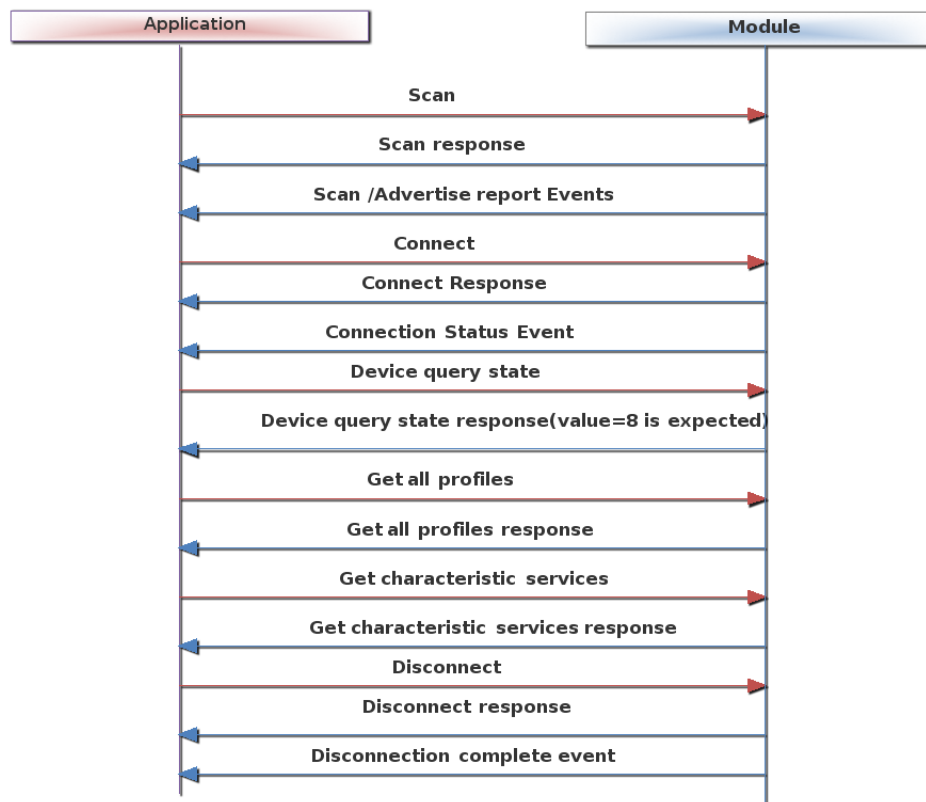 Application
Module
Scan
Scan response
Scan /Advertise report Events
Connect
Connect Response
Connection Status Event
Device query state
Device query state response(value=8 is expected)
Get all profiles
Get all profiles response
Get characteristic services
Get characteristic services response
Disconnect
Disconnect response
Disconnection complete event